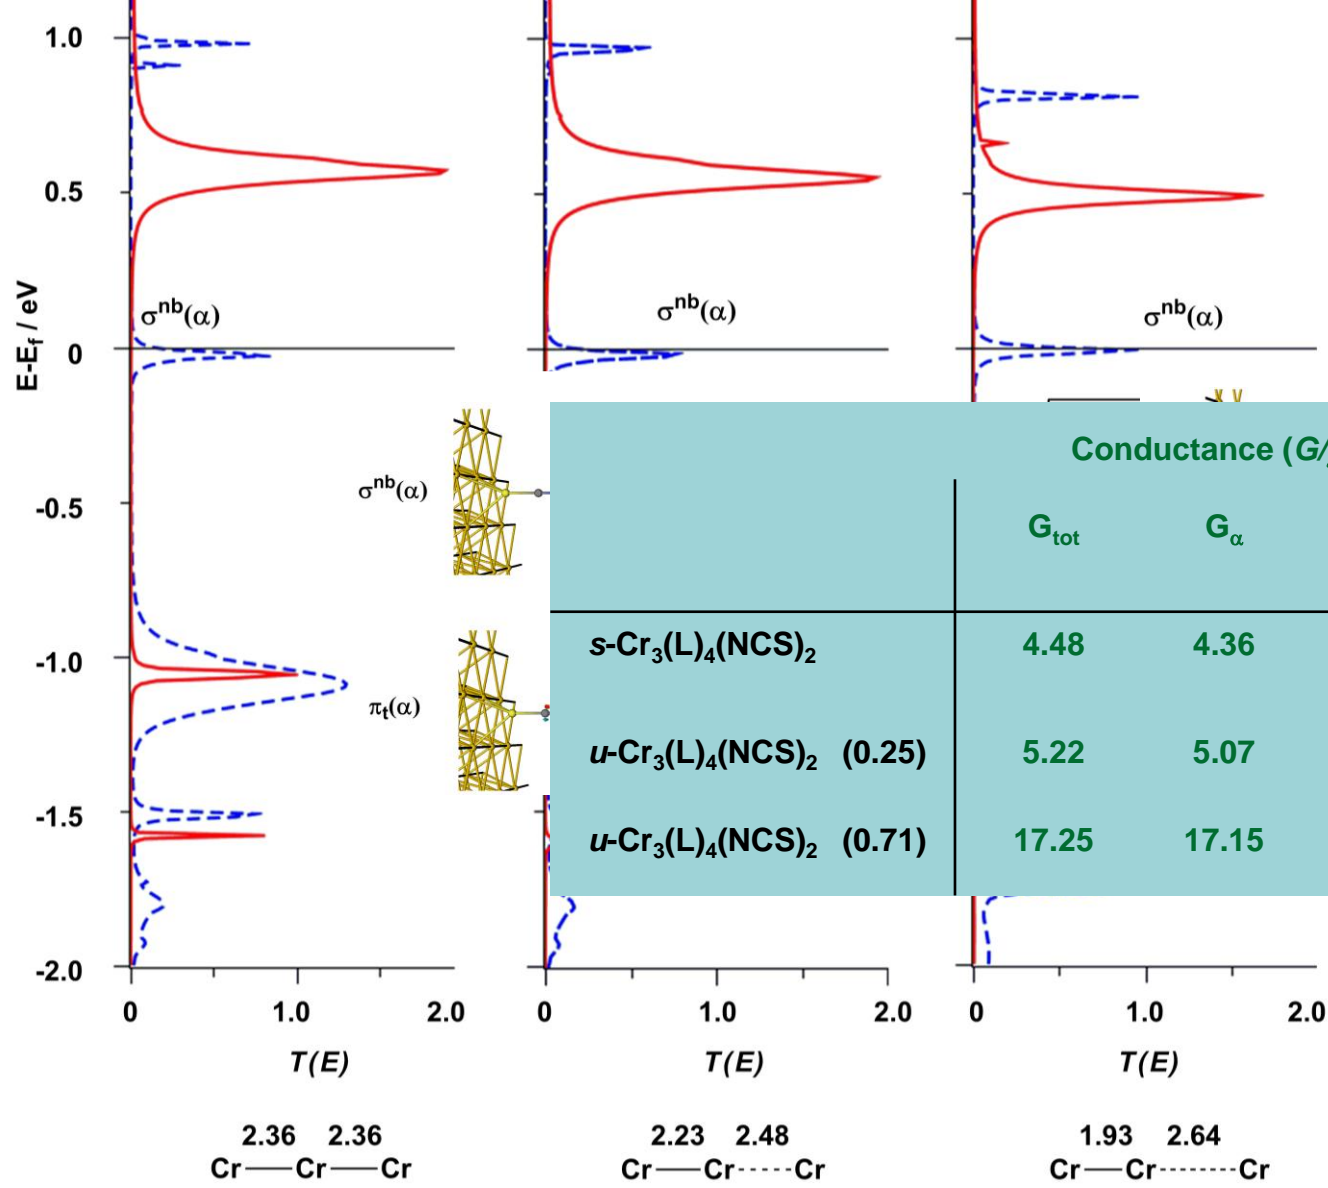 1.0
0.5
0
-0.5
-1.0
-1.5
-2.0
E-Ef / eV
σnb(α)
σnb(α)
σnb(α)
σnb(α)
πt(α)
Conductance (G/
Gtot Gα
s-Cr3(L)4(NCS)2 4.48 4.36
u-Cr3(L)4(NCS)2 (0.25) 5.22 5.07
u-Cr3(L)4(NCS)2 (0.71) 17.25 17.15
0 1.0 2.0 0 1.0 2.0 0 1.0 2.0
T(E) T(E) T(E)
2.36 2.36 2.23 2.48 1.93 2.64
Cr—Cr—Cr Cr—Cr-----Cr Cr—Cr--------Cr